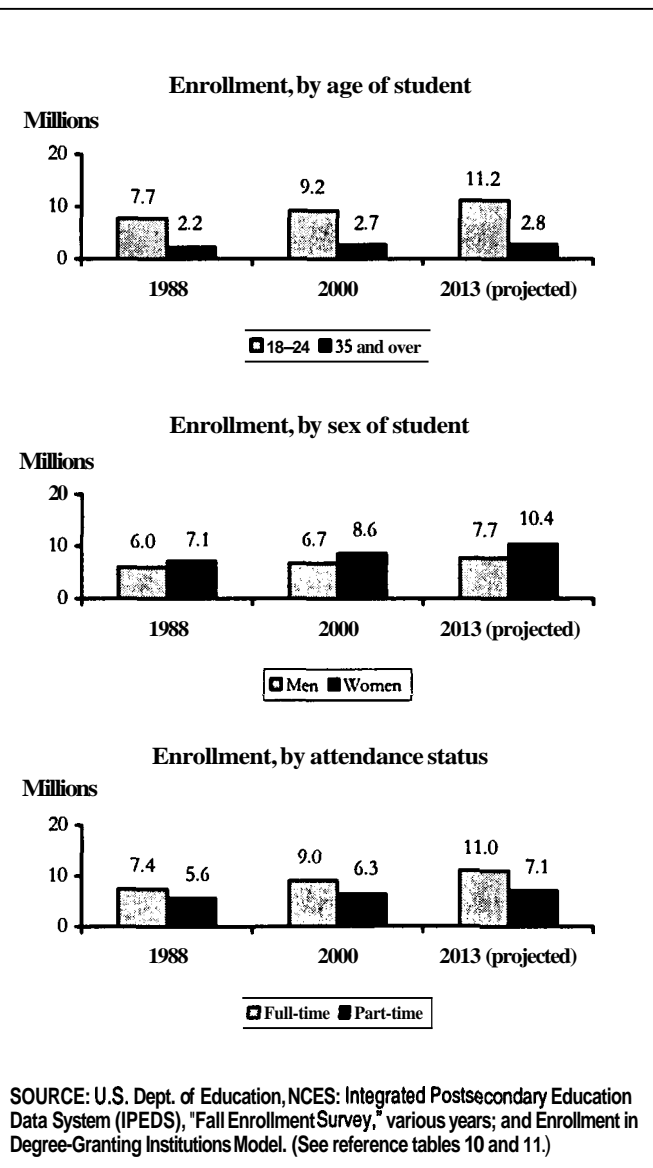 Enrollment, by age of student
Millions
20
10
0
7.7
2.2
9.2
2.7
11.2
2.8
1988 2000 2013 (projected)
18–24 35 and over
Enrollment, by sex of student
Millions
20
10
0
6.0
7.1
6.7
8.6
7.7
10.4
1988 2000 2013 (projected)
Men Women
Enrollment, by attendance status
Millions
20
10
0
7.4
5.6
9.0
6.3
11.0
7.1
1988 2000 2013 (projected)
Full-time Part-time
SOURCE: U.S. Dept. of Education, NCES: Integrated Postsecondary Education
Data System (IPEDS), "Fall Enrollment Survey," various years; and Enrollment in
Degree-Granting Institutions Model. (See reference tables 10 and 11.)